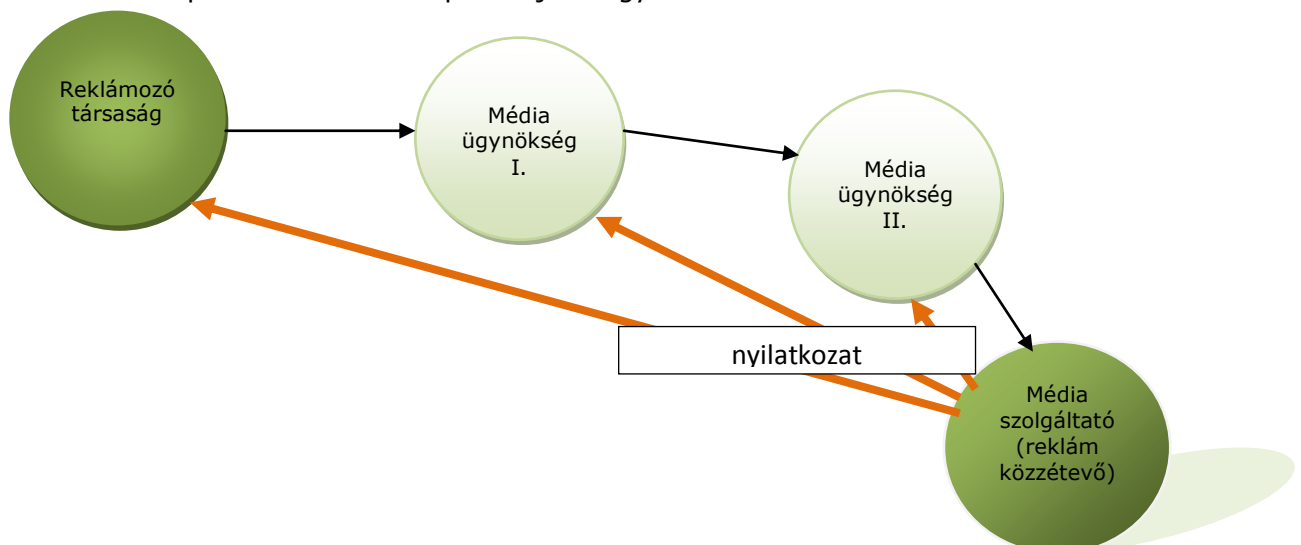 Reklámozó
társaság
Média
ügynökség
I.
Média
ügynökség
II.
nyilatkozat
Média
szolgáltató
(reklám
közzétevő)